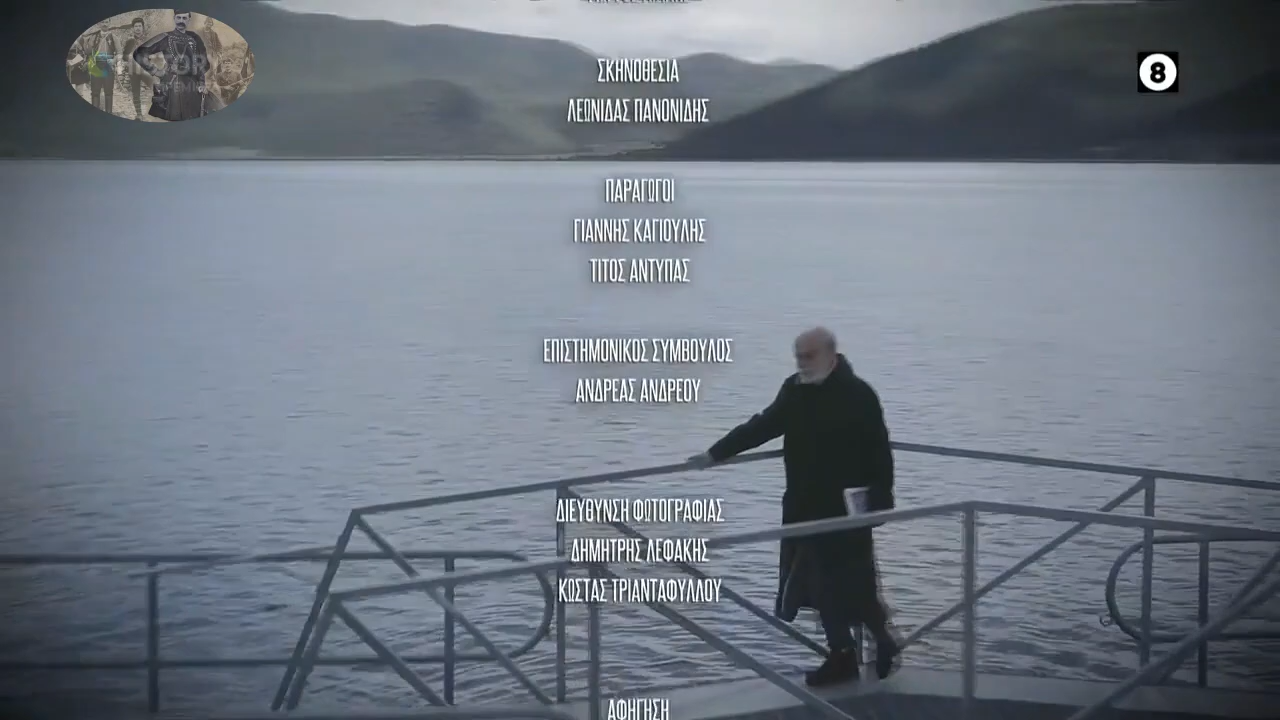 8
ΣΚΗΝΟΘΕΣΙΑ
ΛΕΩΝΙΔΑΣ ΠΑΝΟΝΙΔΗΣ
ΠΑΡΑΓΩΓΟΙ
ΓΙΑΝΝΗΣ ΚΑΓΙΟΥΛΗΣ
ΤΙΤΟΣ ΑΝΤΥΠΑΣ
ΕΠΙΣΤΗΜΟΝΙΚΟΣ ΣΥΜΒΟΥΛΟΣ
ΑΝΔΡΕΑΣ ΑΝΔΡΕΟΥ
ΔΙΕΥΘΥΝΣΗ ΦΩΤΟΓΡΑΦΙΑΣ
ΔΗΜΗΤΡΗΣ ΛΕΦΑΚΗΣ
ΚΩΣΤΑΣ ΤΡΙΑΝΤΑΦΥΛΛΟΥ
ΑΦΗΓΗΣΗ